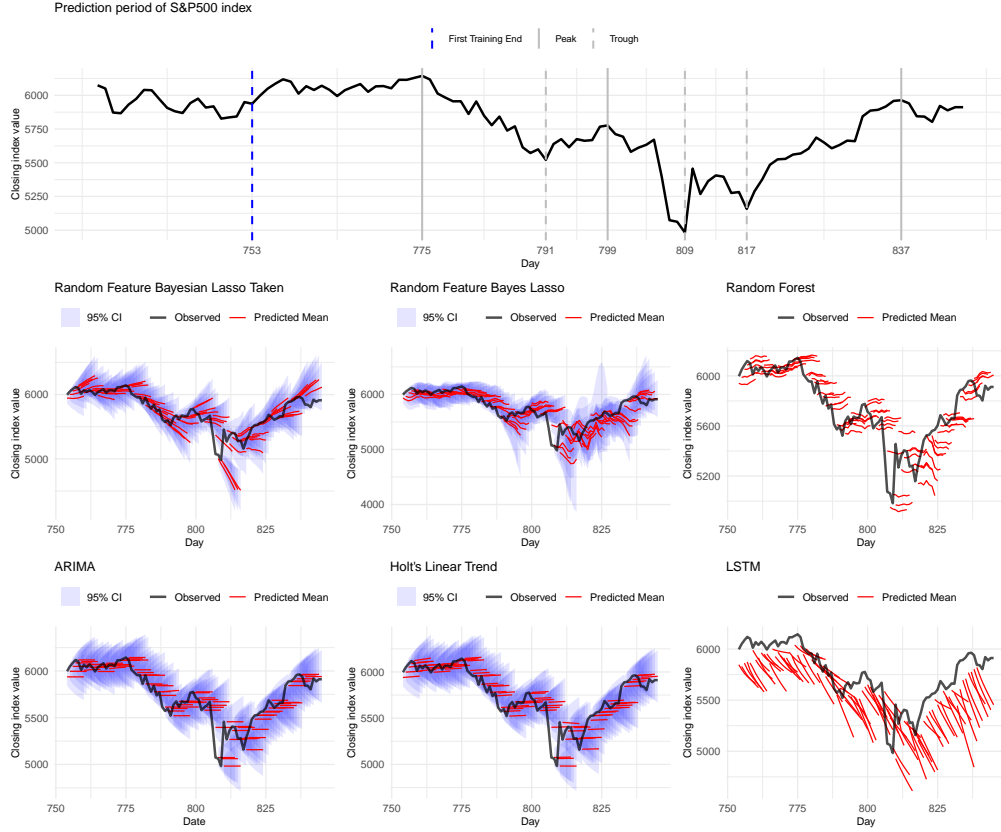 Prediction period of S&P500 index
First Training End Peak Trough
6000
5750
5500
5250
5000
Closing index value
753 775 791 799 809 817 837
Day
Random Feature Bayesian Lasso Taken
95% CI Observed Predicted Mean
6000
5000
Closing index value
750 775 800 825
Day
Random Feature Bayes Lasso
95% CI Observed Predicted Mean
6000
5000
4000
Closing index value
750 775 800 825
Day
Random Forest
Observed Predicted Mean
6000
5600
5200
Closing index value
750 775 800 825
Day
ARIMA
95% CI Observed Predicted Mean
6000
5500
5000
Closing index value
750 775 800 825
Date
Holt's Linear Trend
95% CI Observed Predicted Mean
6000
5500
5000
Closing index value
750 775 800 825
Day
LSTM
Observed Predicted Mean
6000
5500
5000
Closing index value
750 775 800 825
Day